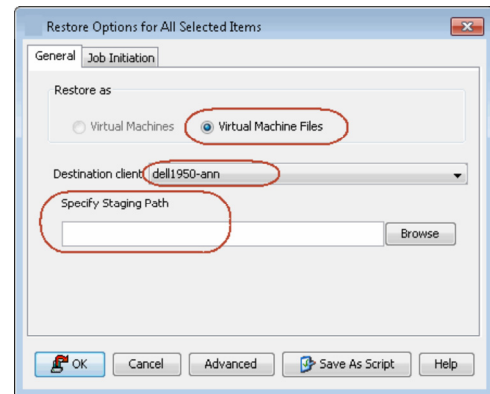 Restore Options for All Selected Items
General Job Initiation
Restore as
Virtual Machines Virtual Machine Files
Destination client dell1950-ann
Specify Staging Path
Browse
OK Cancel Advanced Save As Script Help